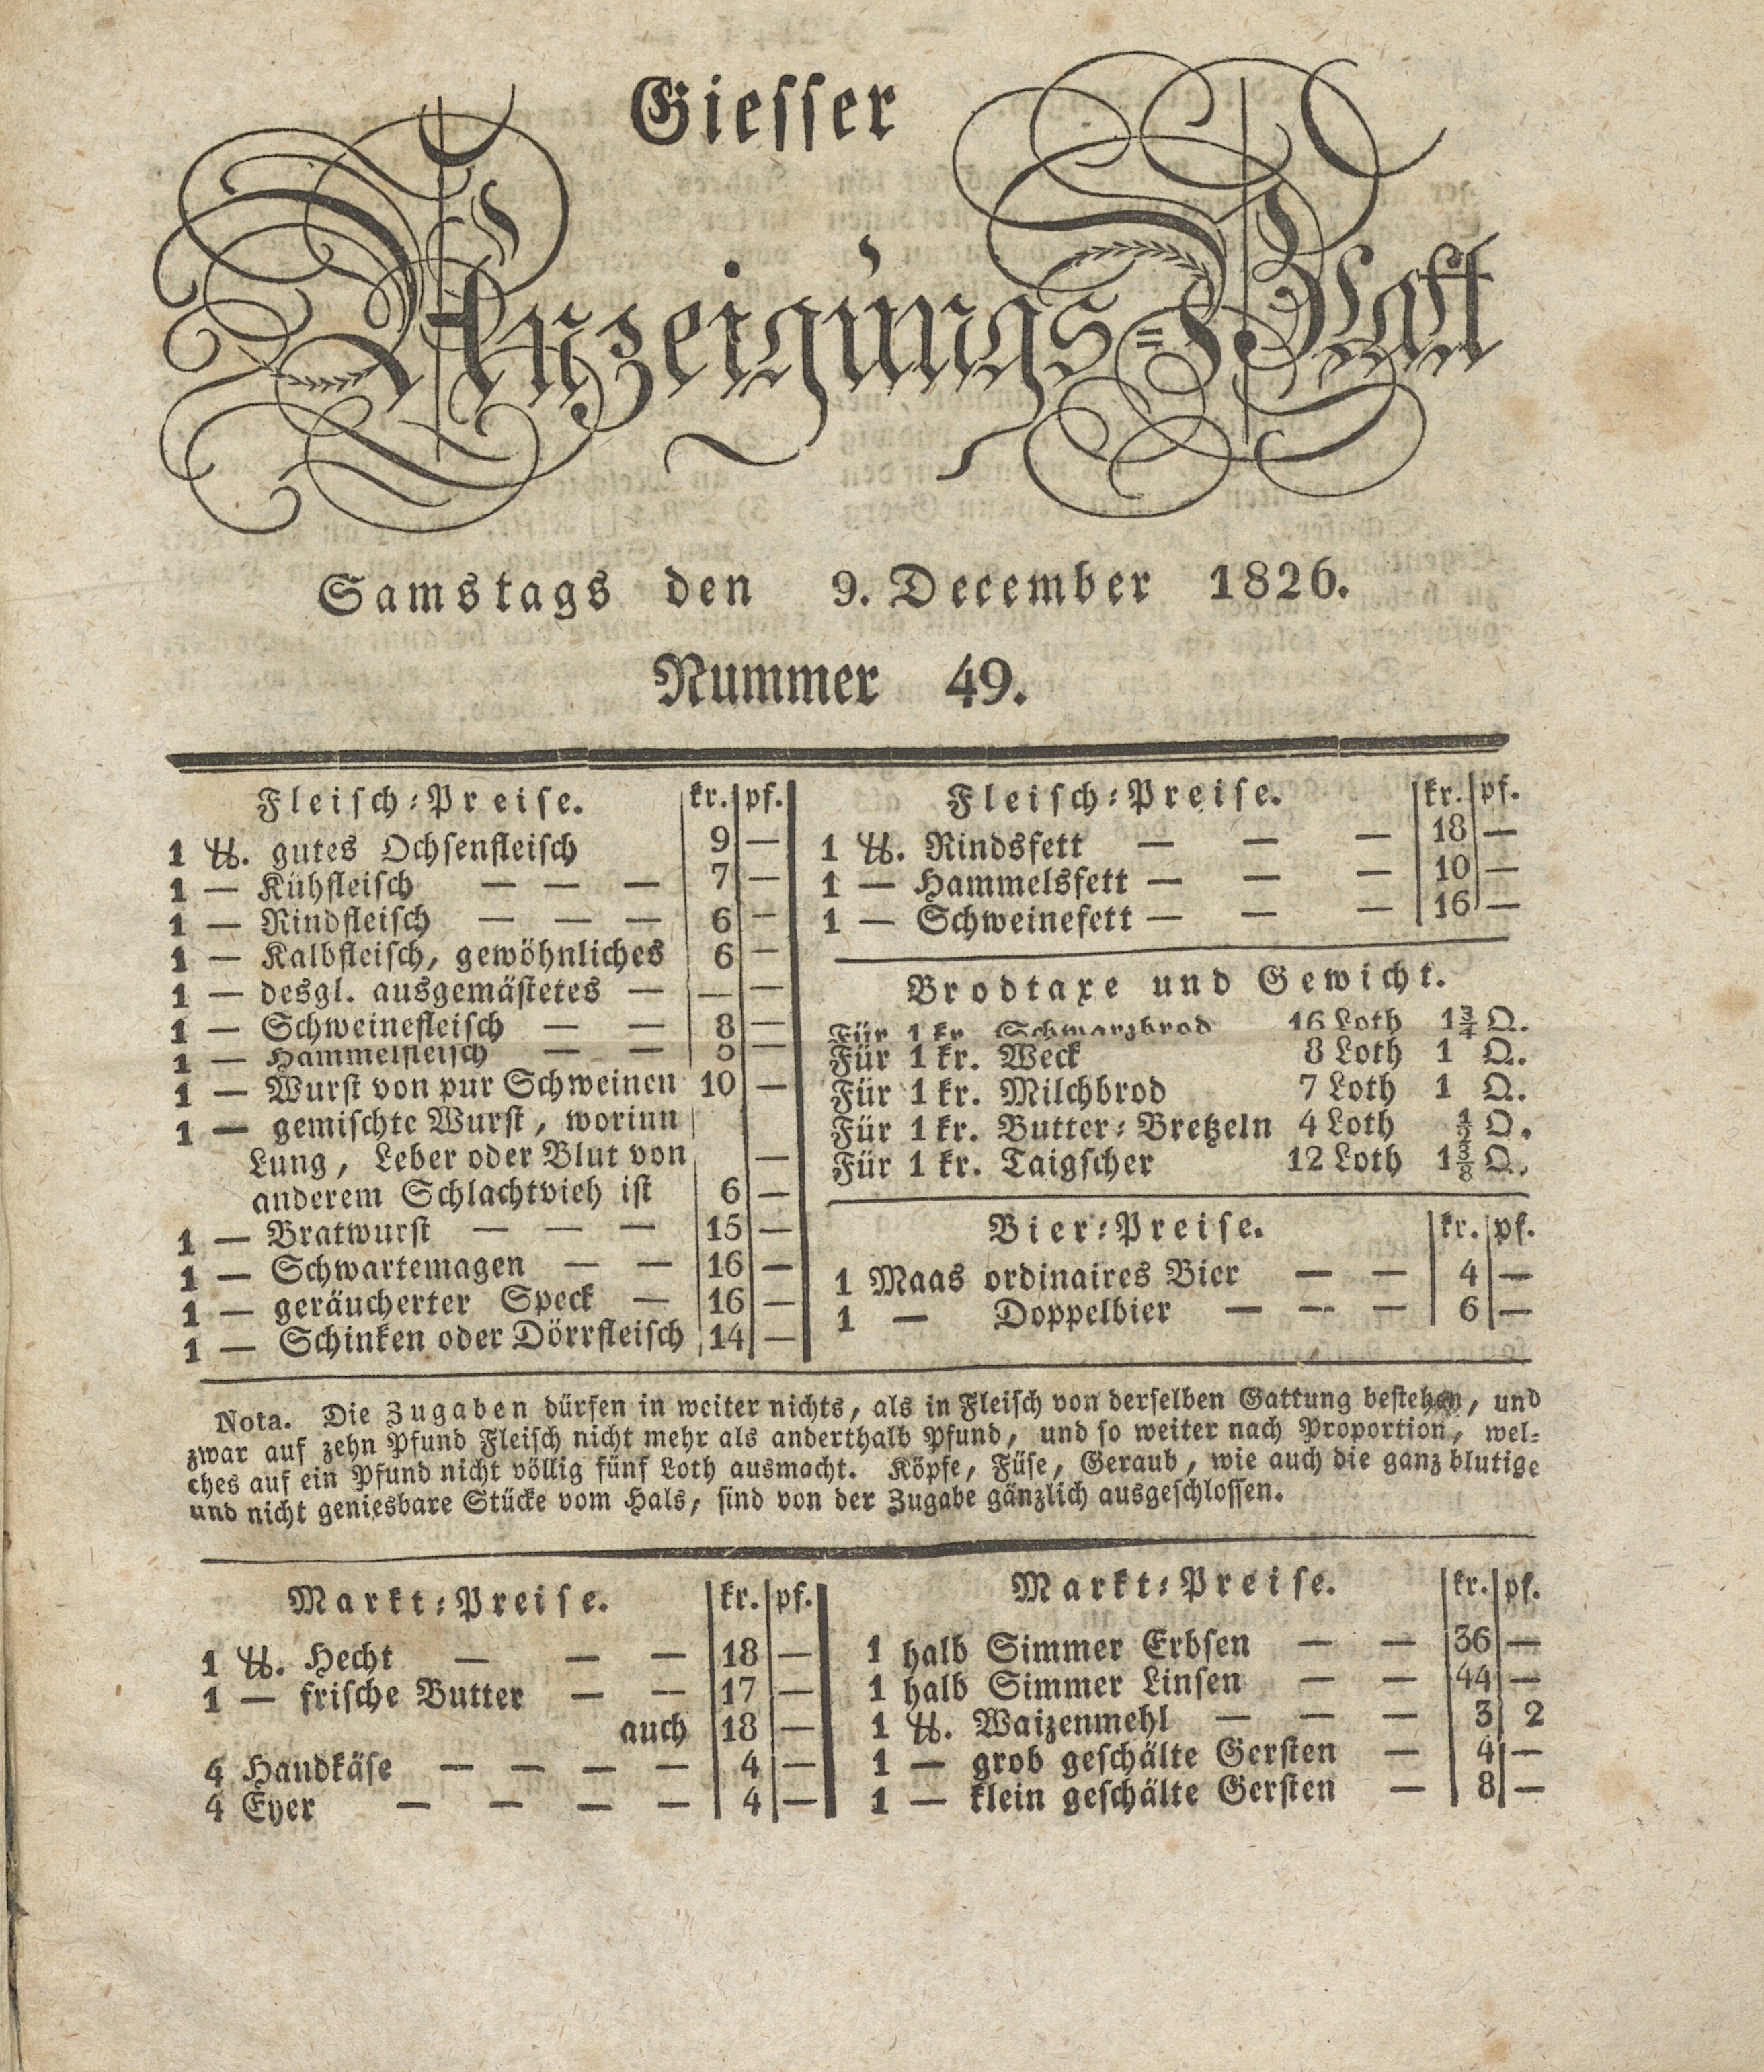 Giesser
Anzeigungs=Blatt
Samstags den 9. December 1826.
Nummer 49.
Fleisch=Preise. kr. pf.
1 ℔. gutes Ochsenfleisch 9 —
1 — Kühfleisch — — — 7 —
1 — Rindfleisch — — — 6 —
1 — Kalbfleisch, gewöhnliches 6 —
1 — desgl. ausgemästetes — — —
1 — Schweinefleisch — — 8 —
1 — Hammelfleisch — — 5 —
1 — Wurst von pur Schweinen 10 —
1 — gemischte Wurst, worinn
Lung, Leber oder Blut von —
anderem Schlachtvieh ist 6 —
1 — Bratwurst — — — 15 —
1 — Schwartemagen — — 16 —
1 — geräucherter Speck — 16 —
1 — Schinken oder Dörrfleisch 14 —
Fleisch=Preise. kr. pf.
1 ℔. Rindsfett — — — 18 —
1 — Hammelsfett — — — 10 —
1 — Schweinefett — — — 16 —
Brodtaxe und Gewicht.
Für 1 kr. Schwarzbrod 16 Loth 1¾ Q.
Für 1 kr. Weck 8 Loth 1 Q.
Für 1 kr. Milchbrod 7 Loth 1 Q.
Für 1 kr. Butter=Bretzeln 4 Loth ½ Q.
Für 1 kr. Taigscher 12 Loth 1⅜ Q.
Bier=Preise. kr. pf.
1 Maas ordinaires Bier — — 4 —
1 — Doppelbier — — — 6 —
Nota. Die Zugaben dürfen in weiter nichts, als in Fleisch von derselben Gattung bestehen, und
zwar auf zehn Pfund Fleisch nicht mehr als anderthalb Pfund, und so weiter nach Proportion, wel=
ches auf ein Pfund nicht völlig fünf Loth ausmacht. Köpfe, Füse, Geraub, wie auch die ganz blutige
und nicht geniesbare Stücke vom Hals, sind von der Zugabe gänzlich ausgeschlossen.
Markt=Preise. kr. pf.
1 ℔. Hecht — — — 18 —
1 — frische Butter — — 17 —
auch 18 —
4 Handkäse — — — — 4 —
4 Eyer — — — — 4 —
Markt=Preise. kr. pf.
1 halb Simmer Erbsen — — 36 —
1 halb Simmer Linsen — — 44 —
1 ℔. Waizenmehl — — — 3 2
1 — grob geschälte Gersten — 4 —
1 — klein geschälte Gersten — 8 —